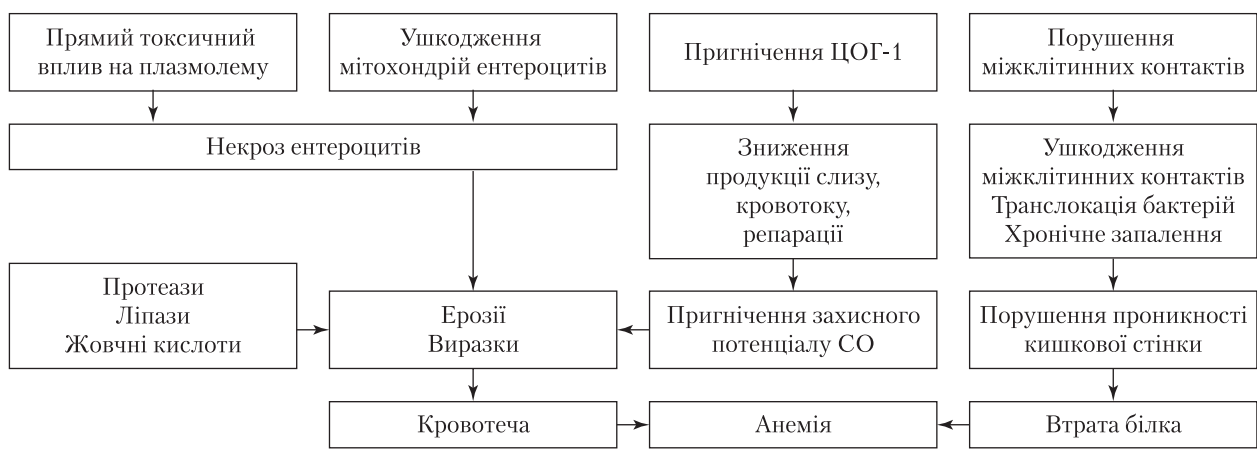 Прямий токсичний
вплив на плазмолему
Ушкодження
мітохондрій ентероцитів
Пригнічення ЦОГ-1
Порушення
міжклітинних контактів
Некроз ентероцитів
Зниження
продукції слизу,
кровотоку,
репарації
Ушкодження
міжклітинних контактів
Транслокація бактерій
Хронічне запалення
Протеази
Ліпази
Жовчні кислоти
Ерозії
Виразки
Пригнічення захисного
потенціалу СО
Порушення проникності
кишкової стінки
Кровотеча
Анемія
Втрата білка